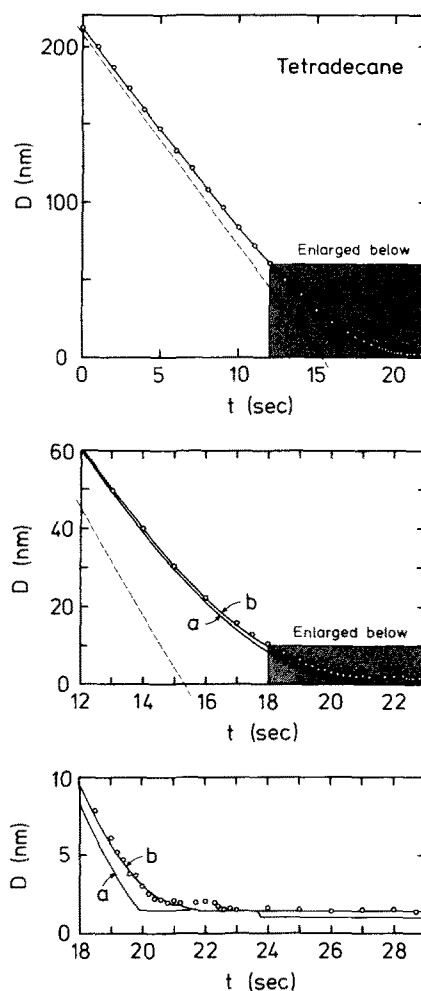 200
Tetradecane
D (nm)
100
Enlarged below
0
0 5 10 15 20
t (sec)
60
40
D (nm)
20
b
a
Enlarged below
0
12 14 16 18 20 22
t (sec)
10
D (nm)
5
b
a
0
18 20 22 24 26 28
t (sec)